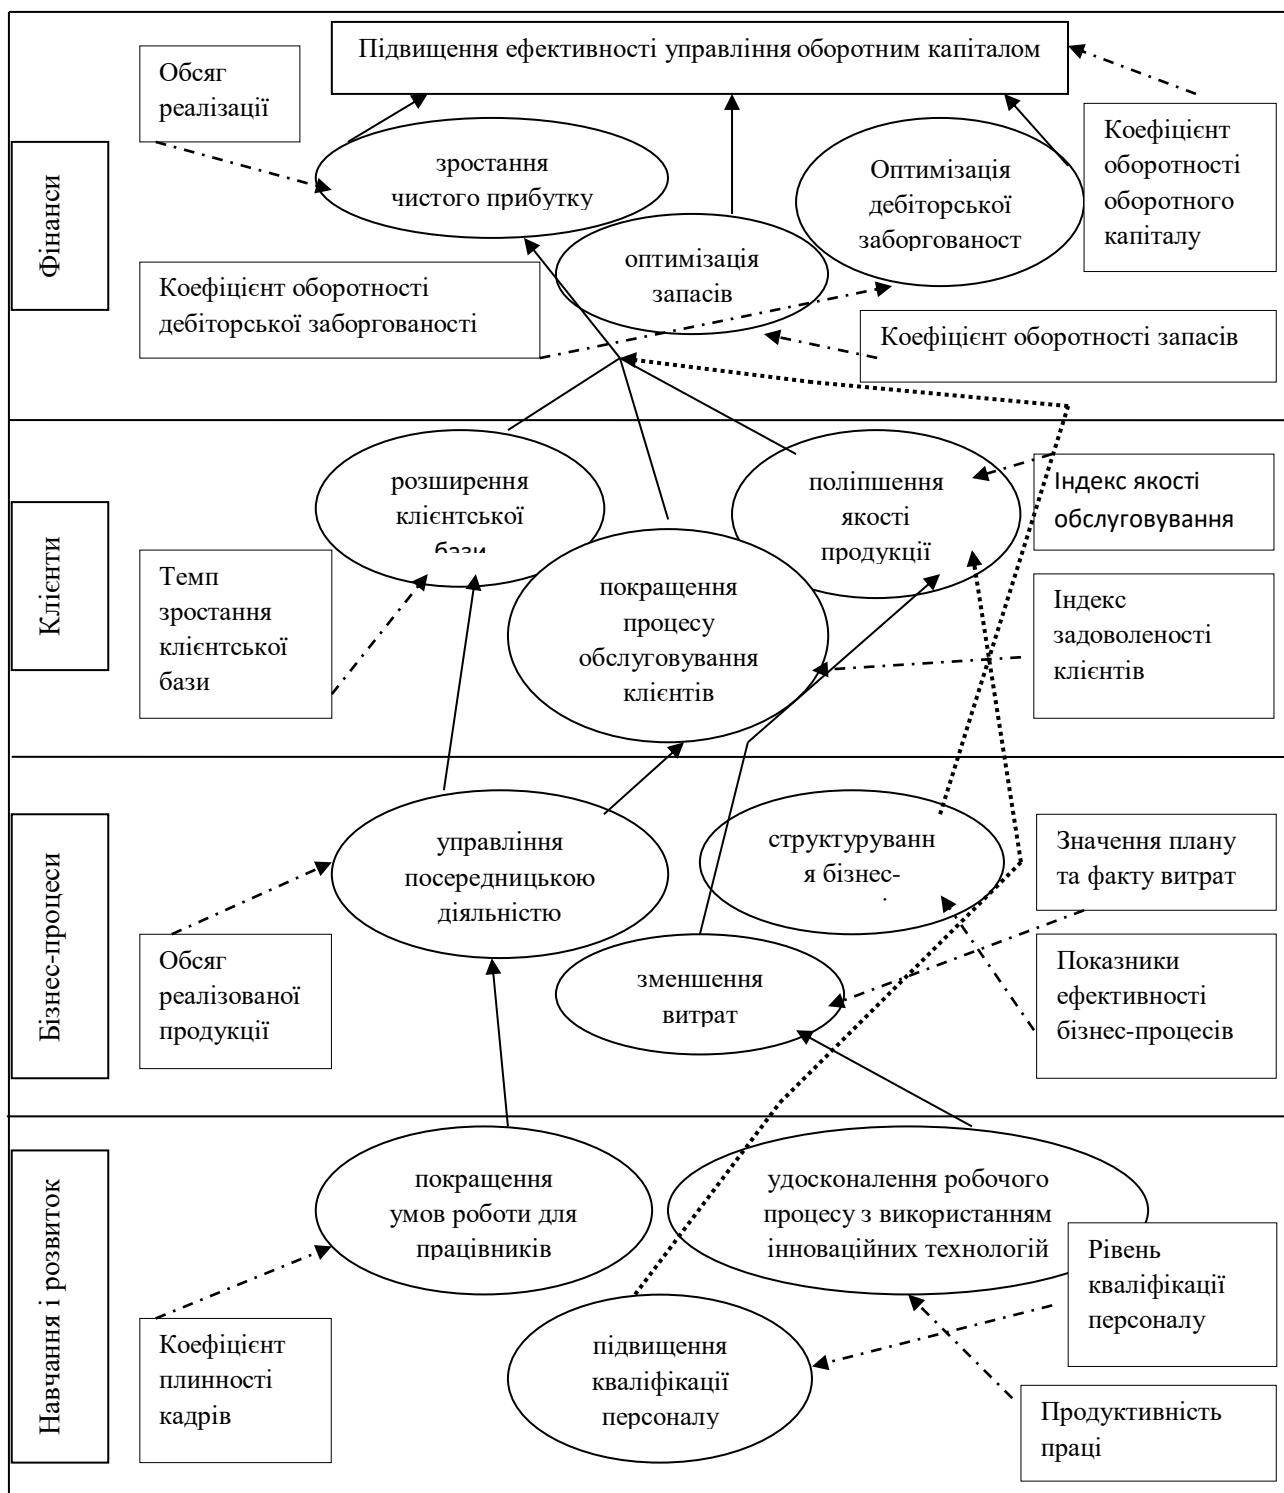 Підвищення ефективності управління оборотним капіталом
Обсяг
реалізації
Коефіцієнт
оборотності
оборотного
капіталу
Фінанси
зростання
чистого прибутку
Оптимізація
дебіторської
заборгованост
оптимізація
запасів
Коефіцієнт оборотності
дебіторської заборгованості
Коефіцієнт оборотності запасів
Клієнти
розширення
клієнтської
бази
поліпшення
якості
продукції
Індекс якості
обслуговування
Темп
зростання
клієнтської
бази
покращення
процесу
обслуговування
клієнтів
Індекс
задоволеності
клієнтів
Бізнес-процеси
управління
посередницькою
діяльністю
структуруванн
я бізнес-
Значення плану
та факту витрат
Обсяг
реалізованої
продукції
зменшення
витрат
Показники
ефективності
бізнес-процесів
Навчання і розвиток
покращення
умов роботи для
працівників
удосконалення робочого
процесу з використанням
інноваційних технологій
Рівень
кваліфікації
персоналу
Коефіцієнт
плинності
кадрів
підвищення
кваліфікації
персоналу
Продуктивність
праці